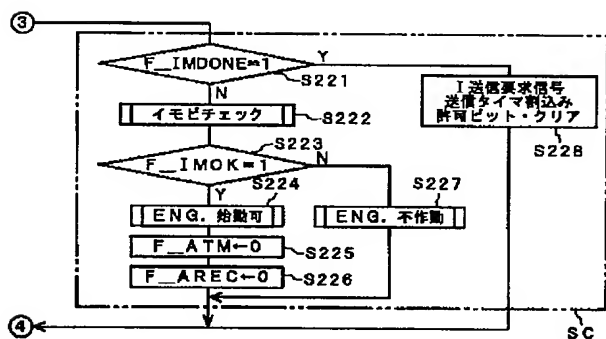 ③
F_IMDONE=1
Y
S221
N
イモビチェック
S222
I送信要求信号
送信タイマ割込み
許可ビット・クリア
S228
S223
F_IMOK=1
N
Y
S224
ENG. 始動可
S227
ENG. 不作動
F_ATM←0
S225
F_AREC←0
S226
④
SC